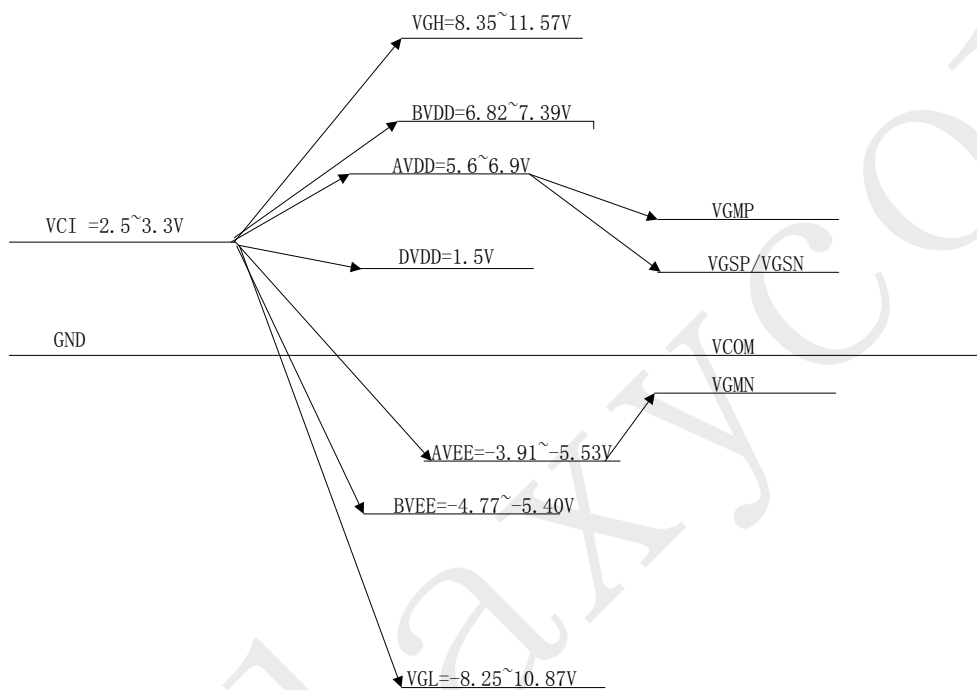 VGH=8.35~11.57V
BVDD=6.82~7.39V
AVDD=5.6~6.9V
VGMP
VCI =2.5~3.3V
DVDD=1.5V
VGSP/VGSN
GND
VCOM
VGMN
AVEE=-3.91~-5.53V
BVEE=-4.77~-5.40V
VGL=-8.25~10.87V
laxyco